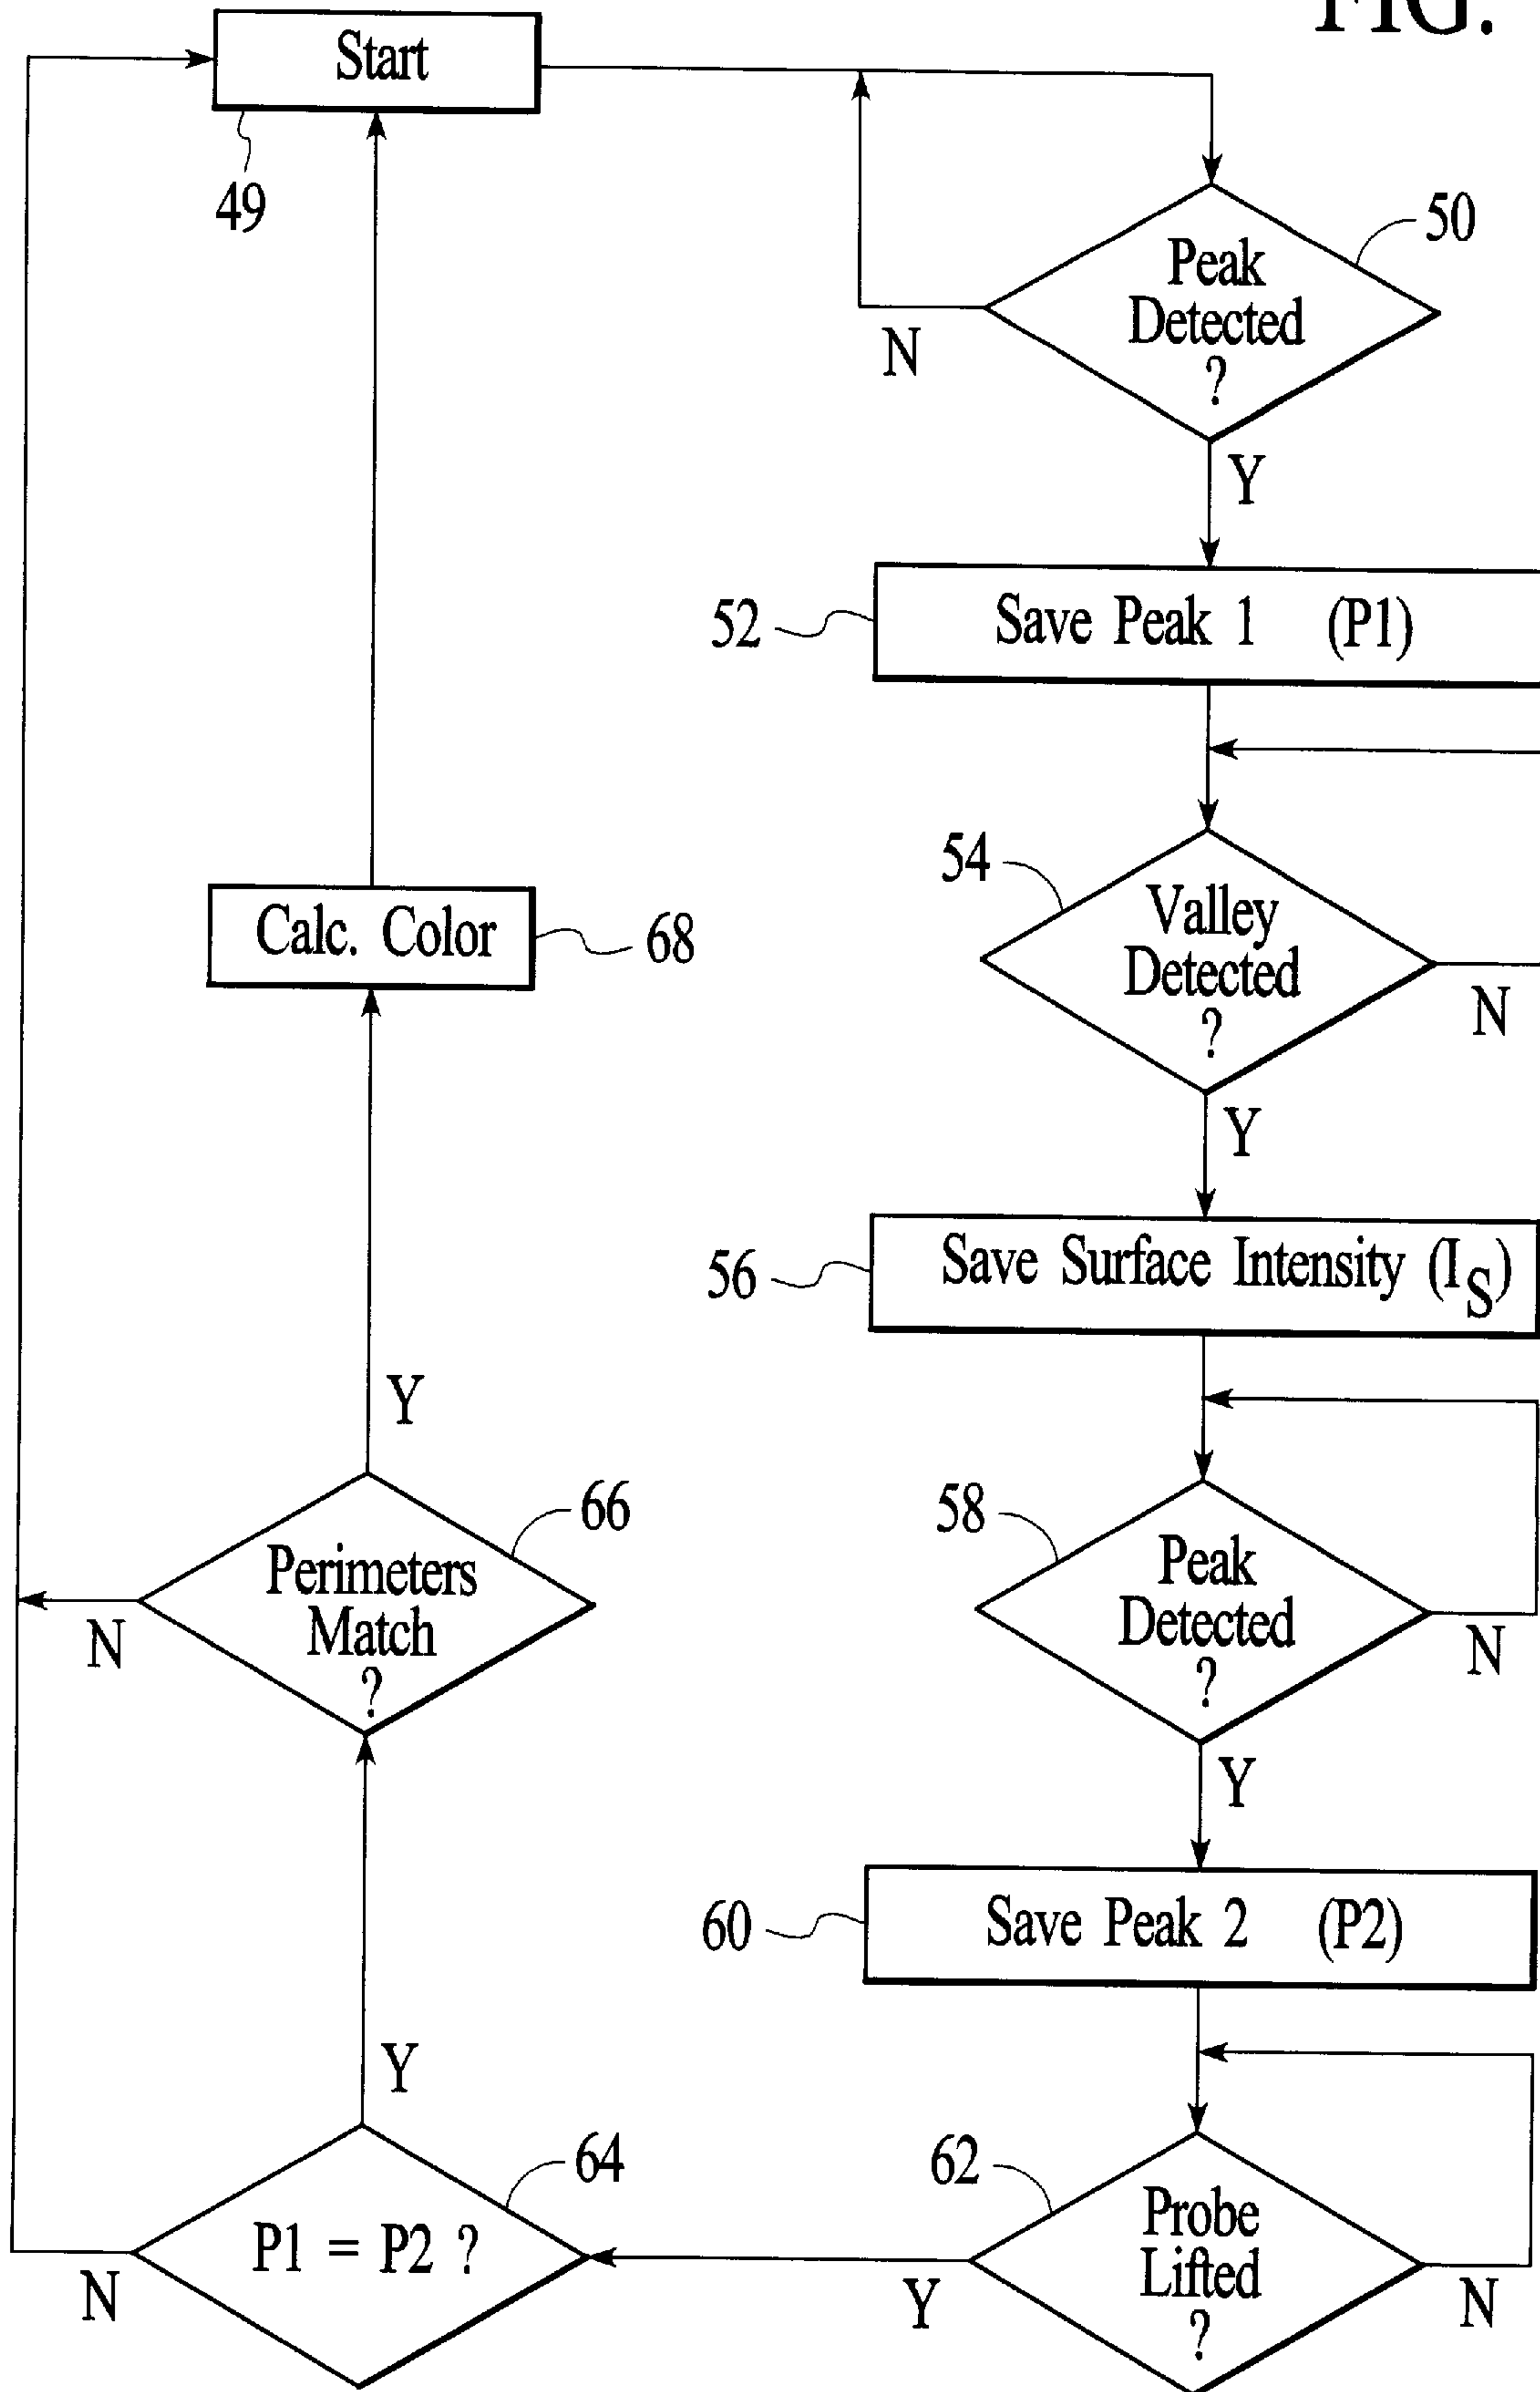 FIG.
Start
49
50
Peak
Detected
?
N
Y
52
Save Peak 1 (P1)
54
Valley
Detected
?
N
Y
Calc. Color
68
56
Save Surface Intensity (IS)
58
Peak
Detected
?
N
Y
Y
66
Perimeters
Match
?
N
60
Save Peak 2 (P2)
62
Probe
Lifted
?
N
Y
Y
64
P1 = P2 ?
N